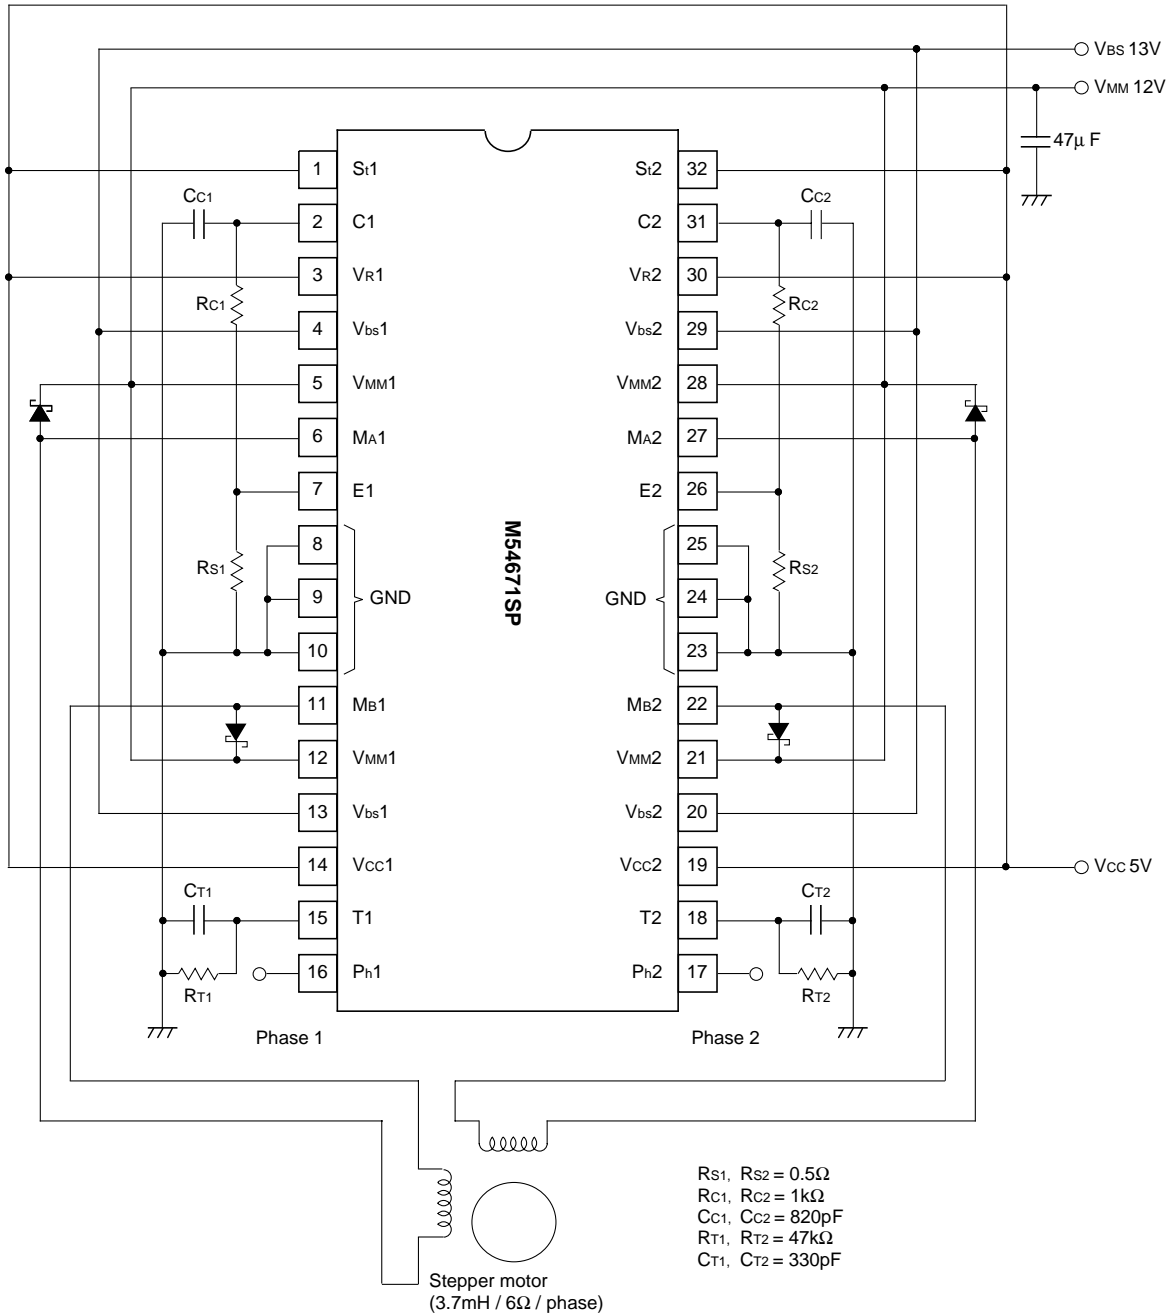 VBS 13V
VMM 12V
47μ F
1 St1 St2 32
CC1 CC2
2 C1 C2 31
3 VR1 VR2 30
RC1 RC2
4 Vbs1 Vbs2 29
5 VMM1 VMM2 28
6 MA1 MA2 27
7 E1 E2 26
M54671SP
8 25
RS1 RS2
9 GND GND 24
10 23
11 MB1 MB2 22
12 VMM1 VMM2 21
13 Vbs1 Vbs2 20
14 VCC1 VCC2 19
VCC 5V
CT1 CT2
15 T1 T2 18
16 Ph1 Ph2 17
RT1 RT2
Phase 1 Phase 2
RS1, RS2 = 0.5Ω
RC1, RC2 = 1kΩ
CC1, CC2 = 820pF
RT1, RT2 = 47kΩ
CT1, CT2 = 330pF
Stepper motor
(3.7mH / 6Ω / phase)